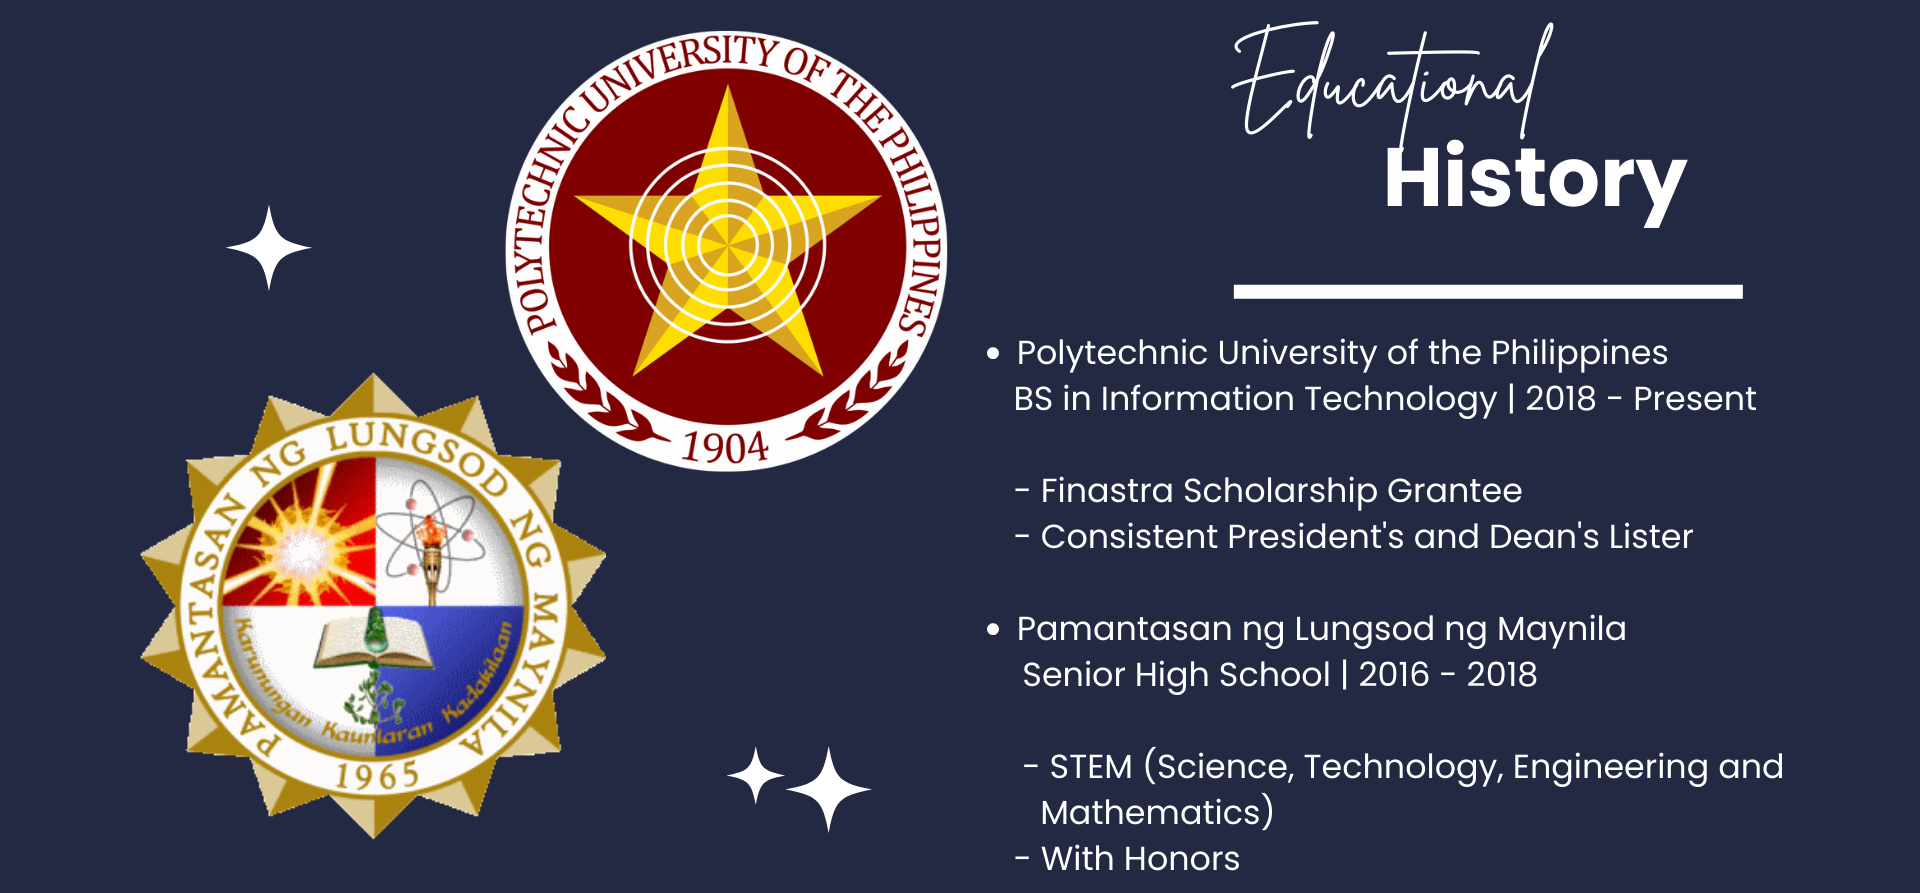 POLYTECHNIC UNIVERSITY OF THE PHILIPPINES
1904
PAMANTASAN NG LUNGSOD NG MAYNILA
Karunungan Kaunlaran Kadakilaan
1965
Educational
History
• Polytechnic University of the Philippines
BS in Information Technology | 2018 - Present
- Finastra Scholarship Grantee
- Consistent President's and Dean's Lister
• Pamantasan ng Lungsod ng Maynila
Senior High School | 2016 - 2018
- STEM (Science, Technology, Engineering and
Mathematics)
- With Honors